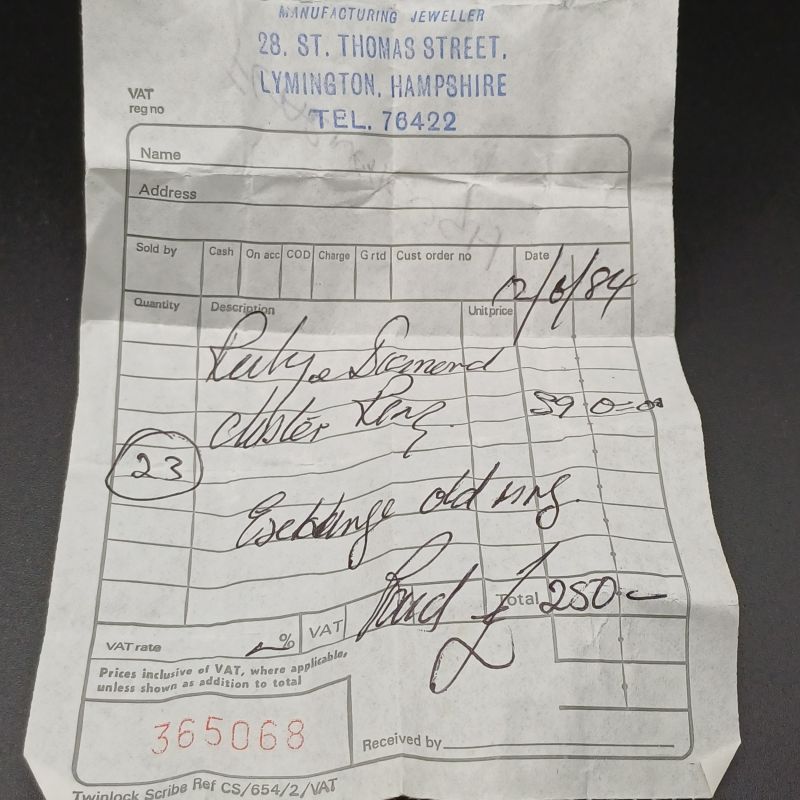 MANUFACTURING JEWELLER
28. ST. THOMAS STREET,
LYMINGTON, HAMPSHIRE
TEL. 76422
VAT
reg no
Name
Address
Sold by Cash On acc COD Charge G rtd Cust order no Date
12/6/84
Quantity Description Unit price
Ruby & Diamond
Cluster Ring. 590=00
23
Exchange old ring.
Paid £ Total 250
VAT rate % VAT
Prices inclusive of VAT, where applicable,
unless shown as addition to total
365068
Received by
Twinlock Scribe Ref CS/654/2/VAT